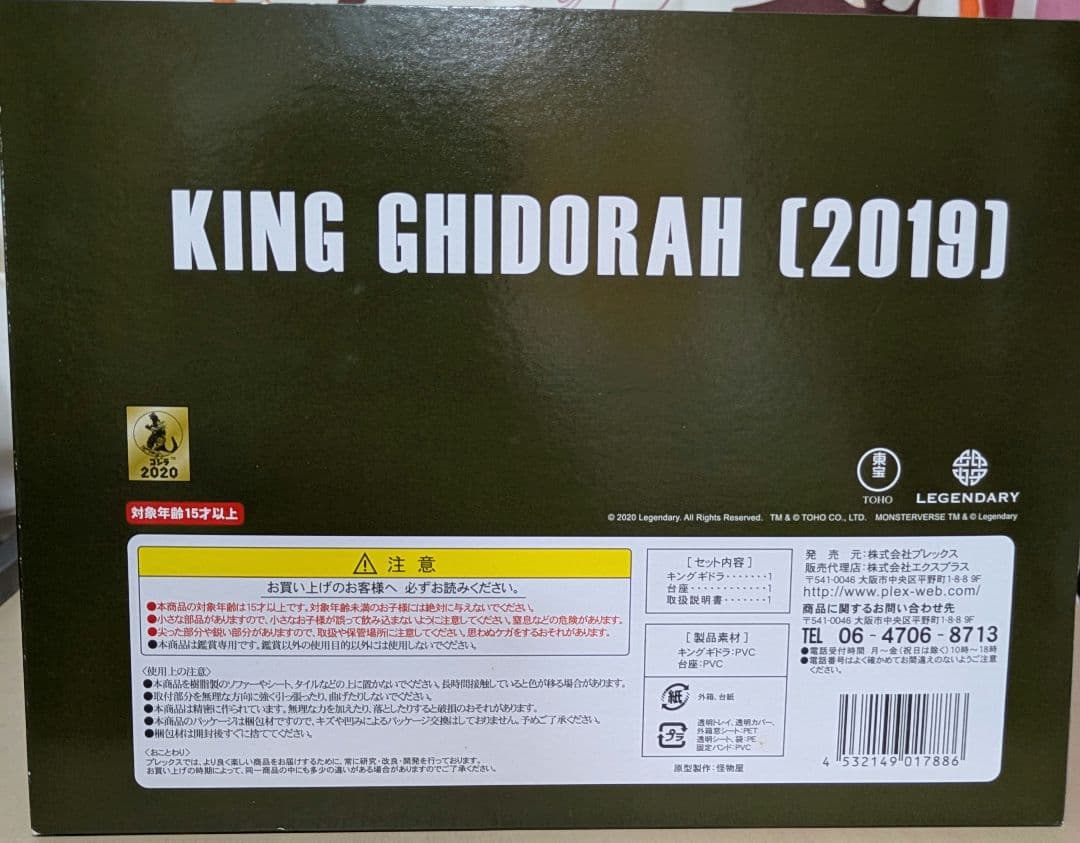 KING GHIDORAH (2019)
ゴジラ
2020
東宝
TOHO
LEGENDARY
対象年齢15才以上
© 2020 Legendary. All Rights Reserved. TM & © TOHO CO., LTD. MONSTERVERSE TM & © Legendary
注意
お買い上げのお客様へ 必ずお読みください。
●本商品の対象年齢は15才以上です。対象年齢未満のお子様には絶対に与えないでください。
●小さな部品がありますので、小さなお子様が誤って飲み込まないように注意してください。窒息などの危険があります。
●尖った部分や鋭い部分がありますので、取扱や保管場所に注意してください。思わぬケガをするおそれがあります。
●本商品は鑑賞専用です。鑑賞以外の使用目的以外には使用しないでください。
〈使用上の注意〉
●本商品を樹脂製のソファーやシート、タイルなどの上に置かないでください。長時間接触していると色が移る場合があります。
●取付部分を無理な方向に強く引っ張ったり、曲げたりしないでください。
●本商品は精密に作られています。無理な力を加えたり、落としたりすると破損のおそれがあります。
●本商品のパッケージは梱包材ですので、キズや凹みによるパッケージ交換はしておりません。予めご了承ください。
●梱包材は開封後すぐに捨ててください。
〈おことわり〉
プレックスでは、より良く楽しい商品をお届けするために、常に研究・改良・開発を行っております。
お買い上げの時期によって、同一商品の中にも多少の違いがある場合がありますのでご了承ください。
[セット内容]
キングギドラ・・・・・・・1
台座・・・・・・・・・・・・1
取扱説明書・・・・・・・1
[製品素材]
キングギドラ:PVC
台座:PVC
紙
外箱、台紙
プラ
透明トレイ、透明カバー、
外箱窓シート:PET
透明シート、袋:PE
固定バンド:PVC
原型製作:怪物屋
発売元:株式会社プレックス
販売代理店:株式会社エクスプラス
〒541-0046 大阪市中央区平野町1-8-8 9F
http://www.plex-web.com/
商品に関するお問い合せ先
〒541-0046 大阪市中央区平野町1-8-8 9F
TEL 06-4706-8713
●電話受付時間 月〜金(祝日は除く)10時〜18時
●電話番号はよく確かめてお間違えのないようご注意
ください。
4 532149 017886